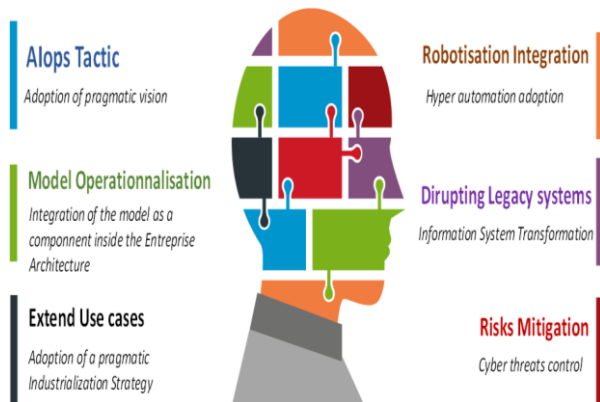 AIops Tactic
Adoption of pragmatic vision
Model Operationnalisation
Integration of the model as a
component inside the Entreprise
Architecture
Extend Use cases
Adoption of a pragmatic
Industrialization Strategy
Robotisation Integration
Hyper automation adoption
Dirupting Legacy systems
Information System Transformation
Risks Mitigation
Cyber threats control